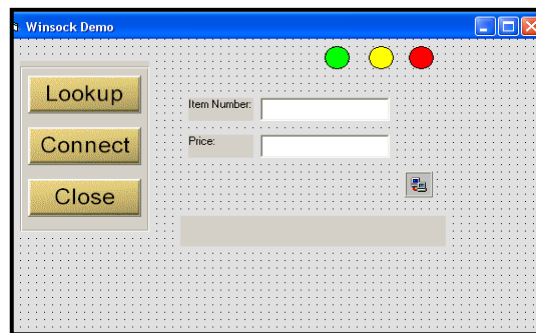 Winsock Demo
Lookup
Connect
Close
Item Number:
Price: